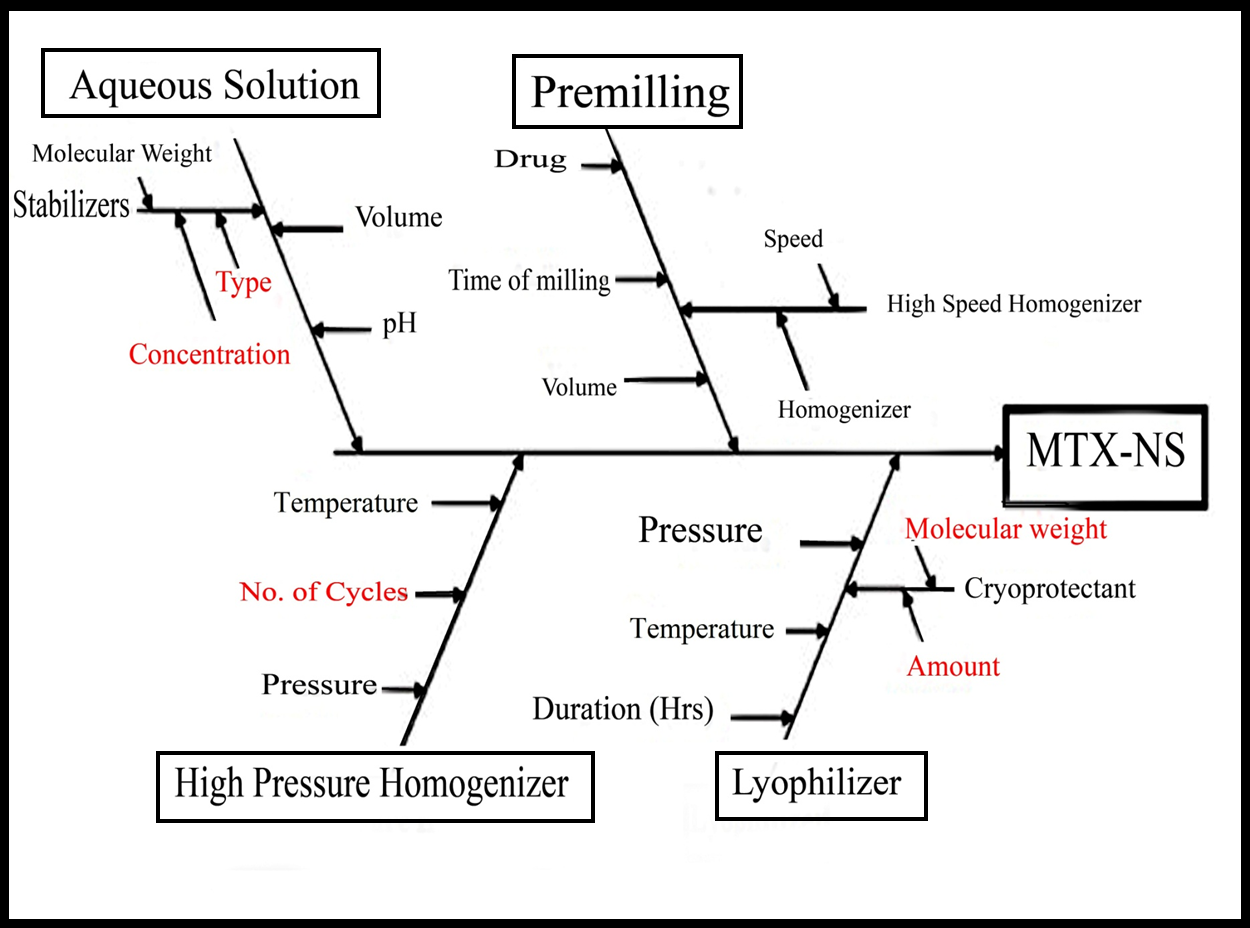 Aqueous Solution
Premilling
Molecular Weight
Drug
Stabilizers
Volume
Speed
Type
Time of milling
High Speed Homogenizer
pH
Concentration
Volume
Homogenizer
MTX-NS
Temperature
Pressure
Molecular weight
No. of Cycles
Cryoprotectant
Temperature
Amount
Pressure
Duration (Hrs)
High Pressure Homogenizer
Lyophilizer